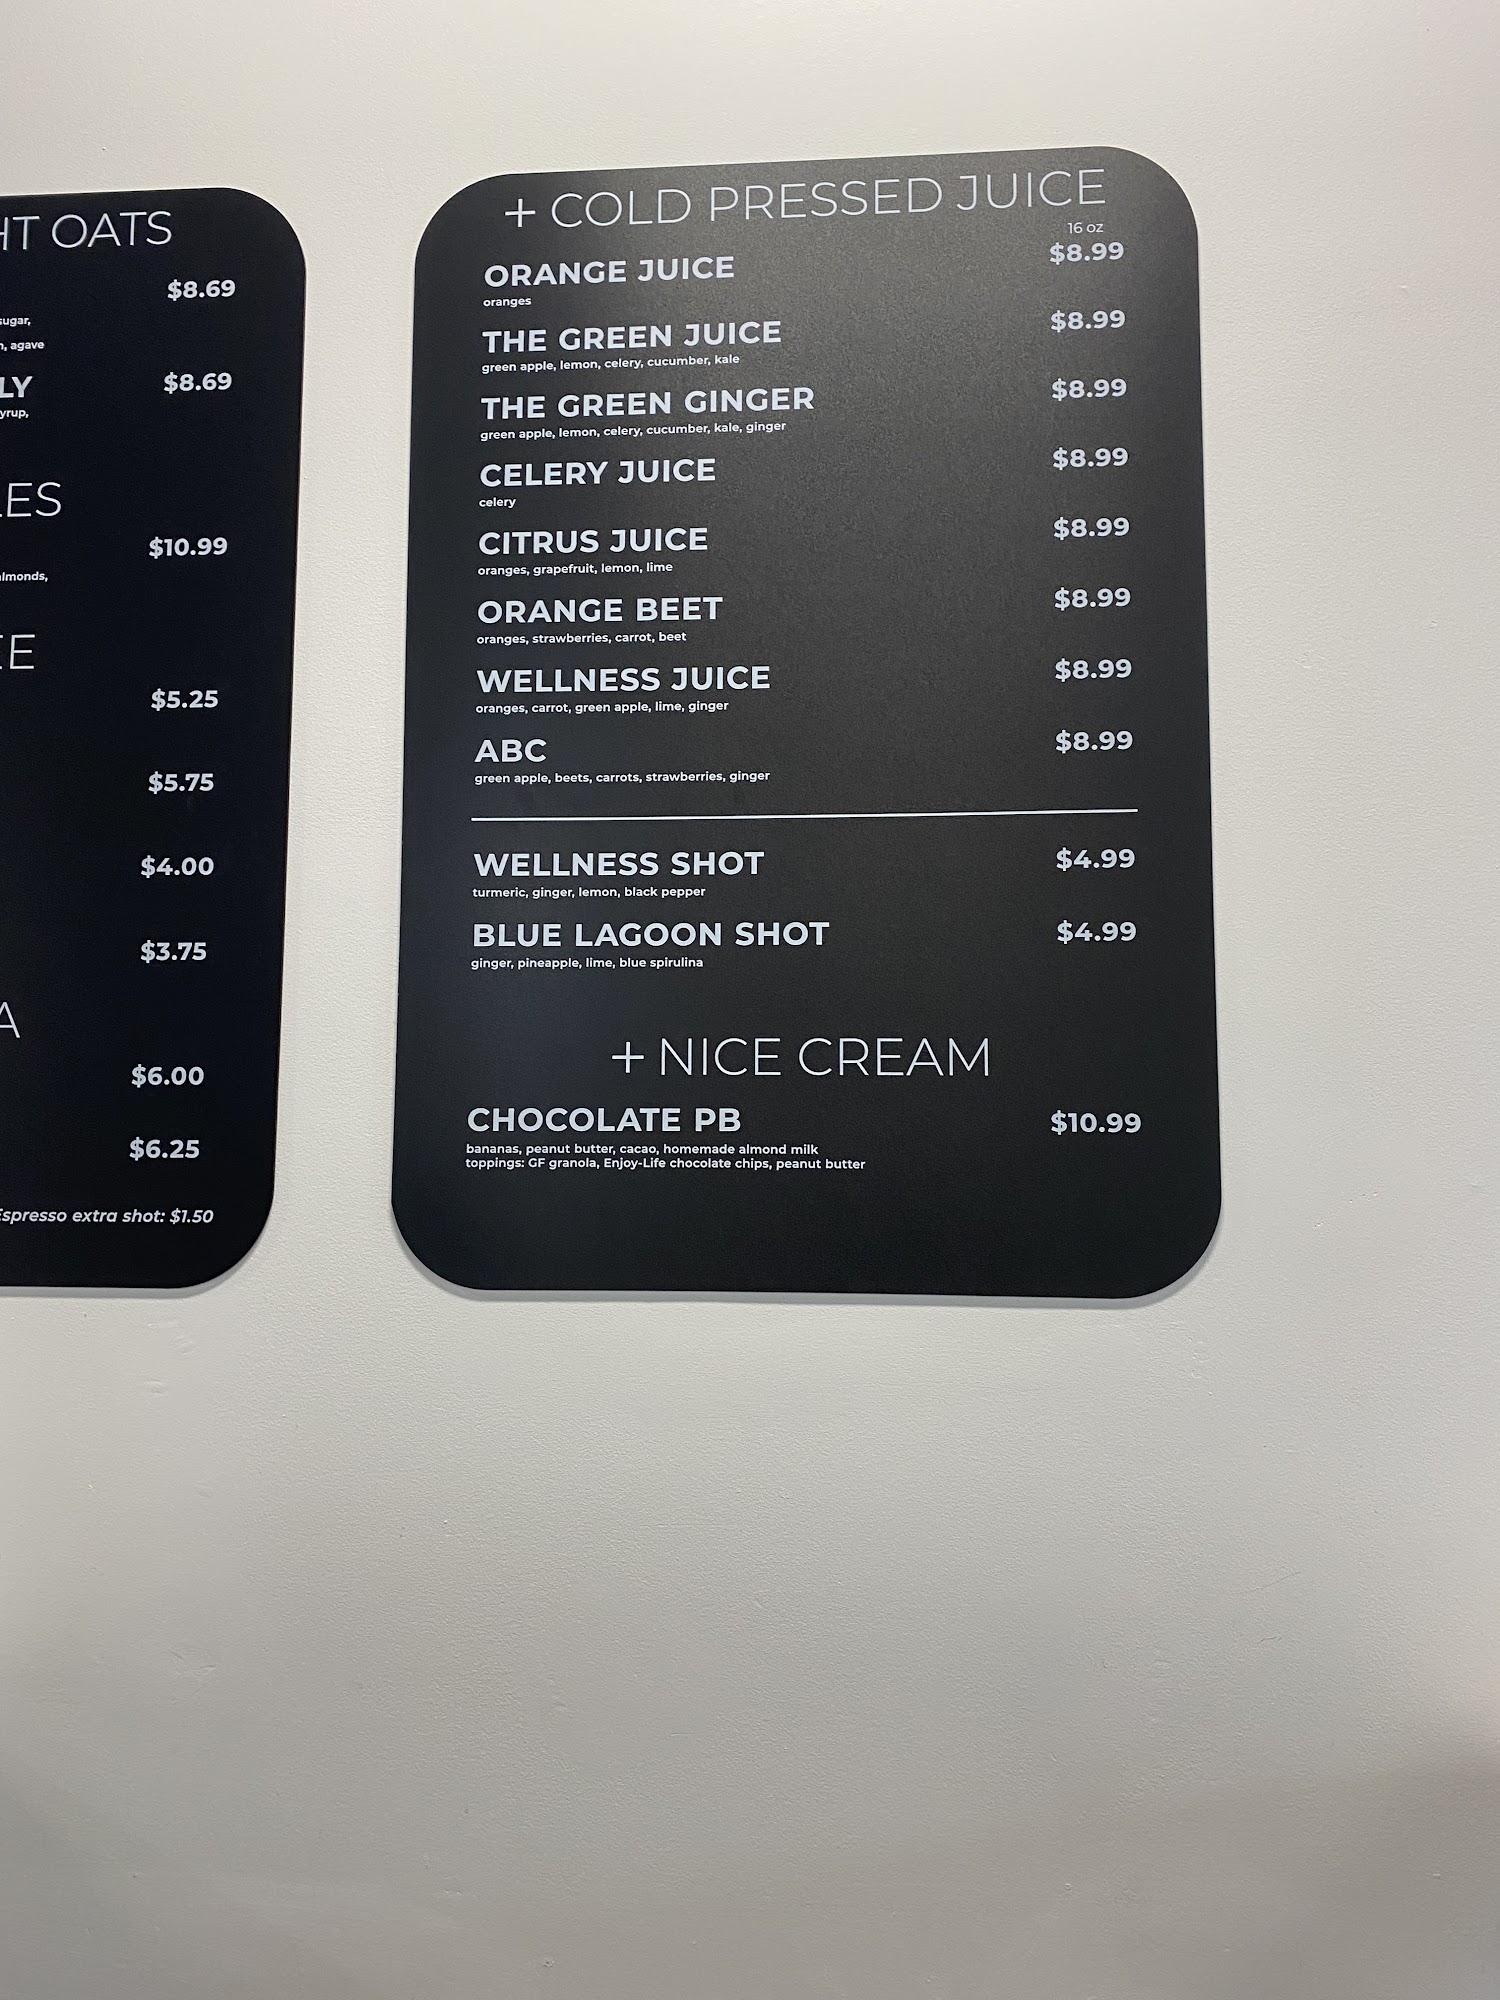 HT OATS
$8.69
sugar,
, agave
LY $8.69
yrup,
LES
$10.99
almonds,
EE
$5.25
$5.75
$4.00
$3.75
A
$6.00
$6.25
Espresso extra shot: $1.50
+ COLD PRESSED JUICE
16 oz
ORANGE JUICE $8.99
oranges
THE GREEN JUICE $8.99
green apple, lemon, celery, cucumber, kale
THE GREEN GINGER $8.99
green apple, lemon, celery, cucumber, kale, ginger
CELERY JUICE $8.99
celery
CITRUS JUICE $8.99
oranges, grapefruit, lemon, lime
ORANGE BEET $8.99
oranges, strawberries, carrot, beet
WELLNESS JUICE $8.99
oranges, carrot, green apple, lime, ginger
ABC $8.99
green apple, beets, carrots, strawberries, ginger
WELLNESS SHOT $4.99
turmeric, ginger, lemon, black pepper
BLUE LAGOON SHOT $4.99
ginger, pineapple, lime, blue spirulina
+ NICE CREAM
CHOCOLATE PB $10.99
bananas, peanut butter, cacao, homemade almond milk
toppings: GF granola, Enjoy-Life chocolate chips, peanut butter